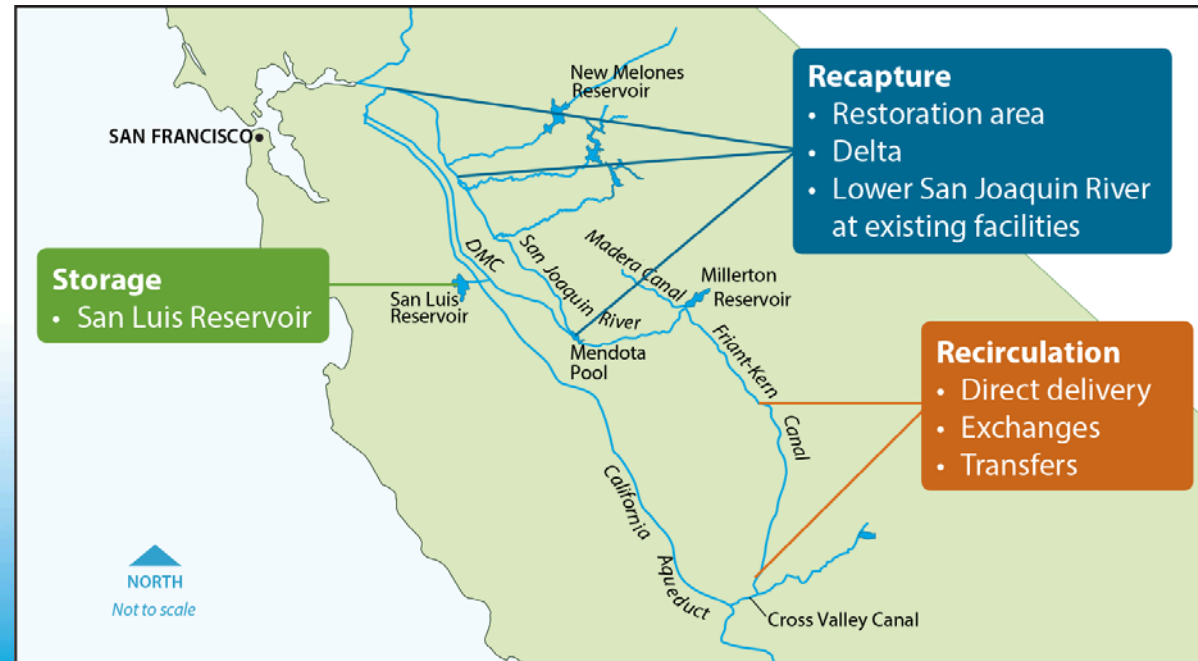 New Melones
Reservoir
SAN FRANCISCO
Recapture
• Restoration area
• Delta
• Lower San Joaquin River
at existing facilities
Storage
• San Luis Reservoir
DMC
San Luis
Reservoir
San Joaquin River
Madera Canal
Millerton
Reservoir
Mendota
Pool
Friant-Kern Canal
Recirculation
• Direct delivery
• Exchanges
• Transfers
California Aqueduct
NORTH
Not to scale
Cross Valley Canal